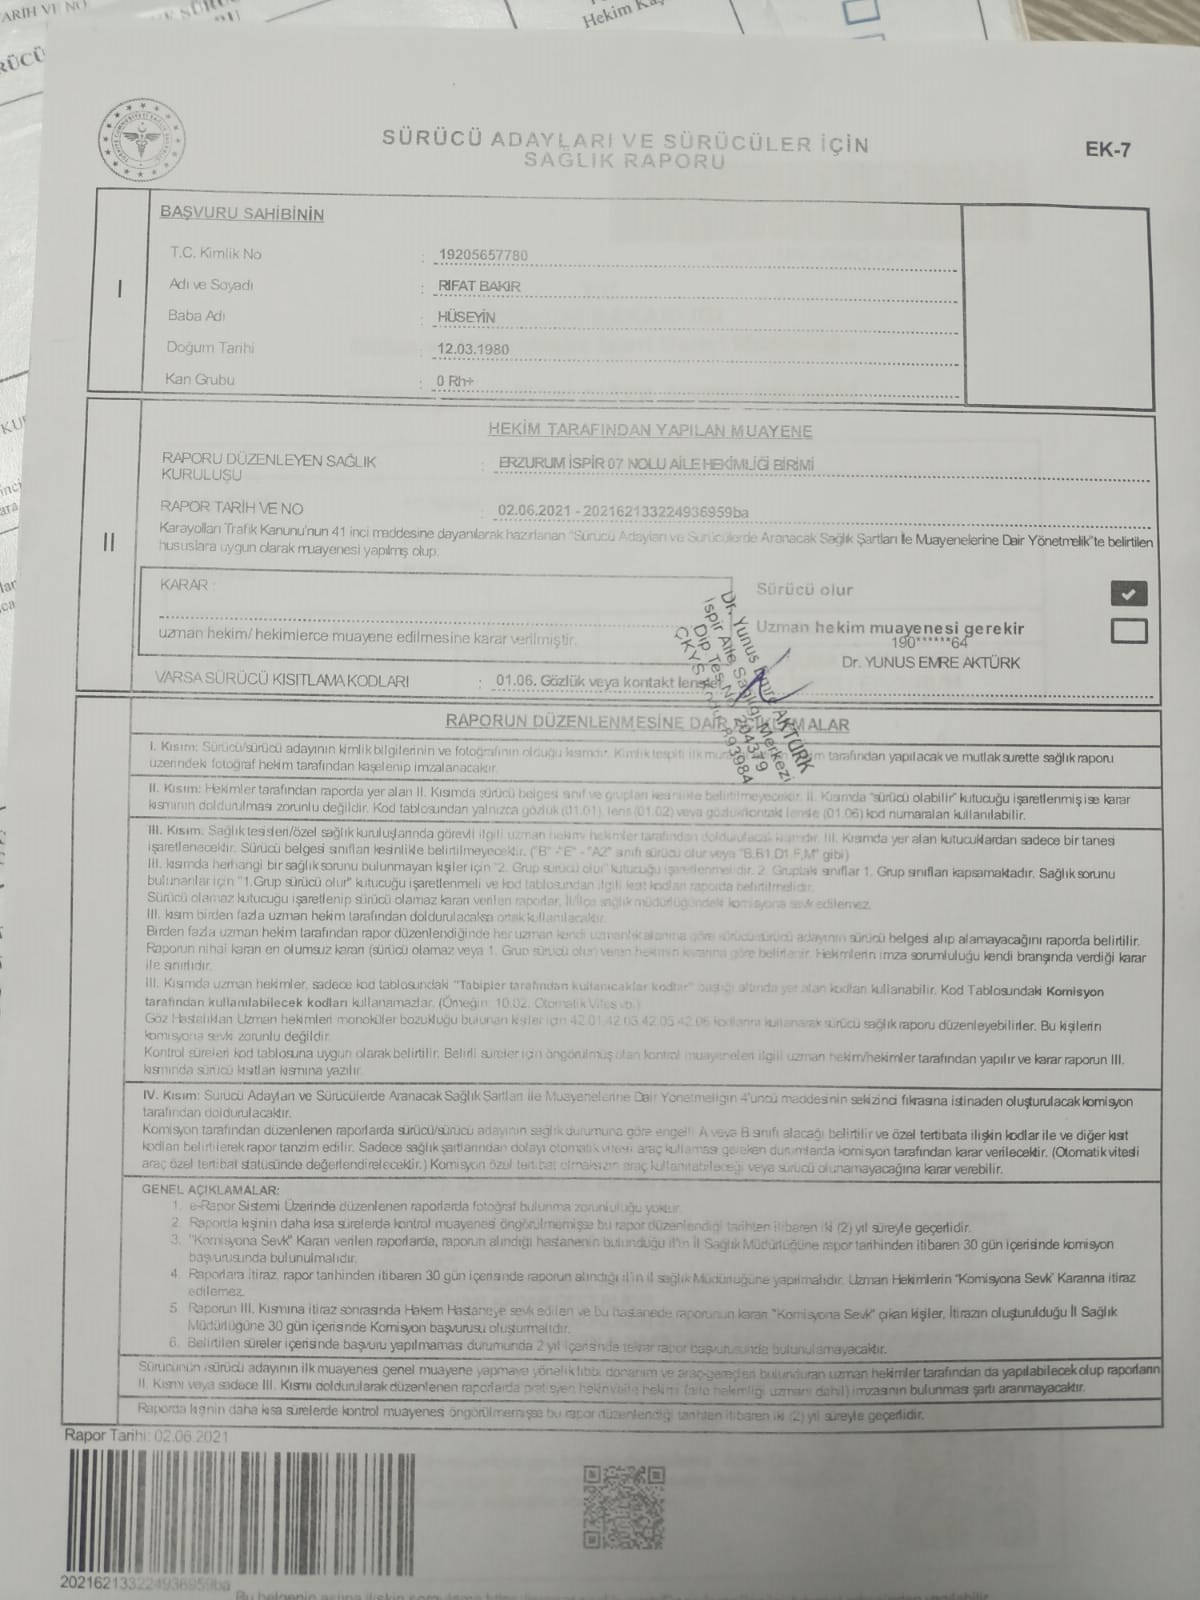 TARİH VE NO
Hekim
SÜRÜCÜ ADAYLARI VE SÜRÜCÜLER İÇİN
SAĞLIK RAPORU
EK-7
I
BAŞVURU SAHİBİNİN
T.C. Kimlik No : 19205657780
Adı ve Soyadı : RIFAT BAKIR
Baba Adı : HÜSEYİN
Doğum Tarihi : 12.03.1980
Kan Grubu : 0 Rh+
II
HEKİM TARAFINDAN YAPILAN MUAYENE
RAPORU DÜZENLEYEN SAĞLIK : ERZURUM İSPİR 07 NOLU AİLE HEKİMLİĞİ BİRİMİ
KURULUŞU
RAPOR TARİH VE NO : 02.06.2021 - 202162133224936959ba
Karayolları Trafik Kanunu'nun 41 inci maddesine dayanılarak hazırlanan "Sürücü Adayları ve Sürücülerde Aranacak Sağlık Şartları İle Muayenelerine Dair Yönetmelik"te belirtilen
hususlara uygun olarak muayenesi yapılmış olup;
KARAR :
Sürücü olur
uzman hekim/ hekimlerce muayene edilmesine karar verilmiştir.
Uzman hekim muayenesi gerekir
190******64
Dr. YUNUS EMRE AKTÜRK
Dr. Yunus Emre AKTÜRK
İspir Aile Sağlığı Merkezi
Dip.Tes.No: 204379
893984
VARSA SÜRÜCÜ KISITLAMA KODLARI : 01.06. Gözlük veya kontakt lensle
RAPORUN DÜZENLENMESİNE DAİR AÇIKLAMALAR
I. Kısım: Sürücü/sürücü adayının kimlik bilgilerinin ve fotoğrafının olduğu kısımdır. Kimlik tespiti ilk tarafından yapılacak ve mutlak surette sağlık raporu
üzerindeki fotoğraf hekim tarafından kaşelenip imzalanacaktır.
II. Kısım: Hekimler tarafından raporda yer alan II. Kısımda sürücü belgesi sınıf ve grupları kesinlikle belirtilmeyecektir. II. Kısımda "sürücü olabilir" kutucuğu işaretlenmiş ise karar
kısmının doldurulması zorunlu değildir. Kod tablosundan yalnızca gözlük (01.01), lens (01.02) veya gözlük/kontakt lensle (01.06) kod numaraları kullanılabilir.
III. Kısım: Sağlık tesisleri/özel sağlık kuruluşlarında görevli ilgili uzman hekim/hekimler tarafından doldurulacak kısımdır. III. Kısımda yer alan kutucuklardan sadece bir tanesi
işaretlenecektir. Sürücü belgesi sınıfları kesinlikle belirtilmeyecektir. ("B" -"E" - "A2" sınıfı sürücü olur veya "B,B1,D1,F,M" gibi)
III. kısımda herhangi bir sağlık sorunu bulunmayan kişiler için "2. Grup sürücü olur" kutucuğu işaretlenmelidir. 2. Gruptaki sınıflar 1. Grup sınıfları kapsamaktadır. Sağlık sorunu
bulunanlar için "1.Grup sürücü olur" kutucuğu işaretlenmeli ve kod tablosundan ilgili kısıt kodları raporda belirtilmelidir.
Sürücü olamaz kutucuğu işaretlenip sürücü olamaz kararı verilen raporlar, İl/İlçe sağlık müdürlüğündeki komisyona sevk edilemez.
III. kısım birden fazla uzman hekim tarafından doldurulacaksa ortak kullanılacaktır.
Birden fazla uzman hekim tarafından rapor düzenlendiğinde her uzman kendi uzmanlık alanına göre sürücü/sürücü adayının sürücü belgesi alıp alamayacağını raporda belirtilir.
Raporun nihai kararı en olumsuz kararı (sürücü olamaz veya 1. Grup sürücü olur) veren hekimin kararına göre belirlenir. Hekimlerin imza sorumluluğu kendi branşında verdiği karar
ile sınırlıdır.
III. Kısımda uzman hekimler, sadece kod tablosundaki "Tabipler tarafından kullanılacaklar kodlar" başlığı altında yer alan kodları kullanabilir. Kod Tablosundaki Komisyon
tarafından kullanılabilecek kodları kullanamazlar. (Örneğin: 10.02. Otomatik Vites vb.)
Göz Hastalıkları Uzman hekimleri monoküler bozukluğu bulunan kişiler için 42.01,42.03,42.05,42.06 kodlarını kullanarak sürücü sağlık raporu düzenleyebilirler. Bu kişilerin
komisyona sevki zorunlu değildir.
Kontrol süreleri kod tablosuna uygun olarak belirtilir. Belirli süreler için öngörülmüş olan kontrol muayeneleri ilgili uzman hekim/hekimler tarafından yapılır ve karar raporun III.
kısmında sürücü kısıtları kısmına yazılır.
IV. Kısım: Sürücü Adayları ve Sürücülerde Aranacak Sağlık Şartları İle Muayenelerine Dair Yönetmeliğin 4'üncü maddesinin sekizinci fıkrasına istinaden oluşturulacak komisyon
tarafından doldurulacaktır.
Komisyon tarafından düzenlenen raporlarda sürücü/sürücü adayının sağlık durumuna göre engelli A veya B sınıfı alacağı belirtilir ve özel tertibata ilişkin kodlar ile ve diğer kısıt
kodları belirtilerek rapor tanzim edilir. Sadece sağlık şartlarından dolayı otomatik vitesli araç kullaması gereken durumlarda komisyon tarafından karar verilecektir. (Otomatik vitesli
araç özel tertibat statüsünde değerlendirelecektir.) Komisyon özel tertibat olmaksızın araç kullanılabileceği veya sürücü olunamayacağına karar verebilir.
GENEL AÇIKLAMALAR:
1. e-Rapor Sistemi Üzerinde düzenlenen raporlarda fotoğraf bulunma zorunluluğu yoktur.
2. Raporda kişinin daha kısa sürelerde kontrol muayenesi öngörülmemişse bu rapor düzenlendiği tarihten itibaren iki (2) yıl süreyle geçerlidir.
3. "Komisyona Sevk" Kararı verilen raporlarda, raporun alındığı hastanenin bulunduğu il'in İl Sağlık Müdürlüğüne rapor tarihinden itibaren 30 gün içerisinde komisyon
başvurusunda bulunulmalıdır.
4. Raporlara itiraz, rapor tarihinden itibaren 30 gün içerisinde raporun alındığı il'in il sağlık Müdürlüğüne yapılmalıdır. Uzman Hekimlerin "Komisyona Sevk" Kararına itiraz
edilemez.
5. Raporun III. Kısmına itiraz sonrasında Hakem Hastaneye sevk edilen ve bu hastanede raporunun kararı "Komisyona Sevk" çıkan kişiler, İtirazın oluşturulduğu İl Sağlık
Müdürlüğüne 30 gün içerisinde Komisyon başvurusu oluşturmalıdır.
6. Belirtilen süreler içerisinde başvuru yapılmaması durumunda 2 yıl içerisinde tekrar rapor başvurusunda bulunulamayacaktır.
Sürücünün /sürücü adayının ilk muayenesi genel muayene yapmaya yönelik tıbbi donanım ve araç-gereçleri bulunduran uzman hekimler tarafından da yapılabilecek olup raporların
II. Kısmı veya sadece III. Kısmı doldurularak düzenlenen raporlarda pratisyen hekim/aile hekimi (aile hekimliği uzmanı dahil) imzasının bulunması şartı aranmayacaktır.
Raporda kişinin daha kısa sürelerde kontrol muayenesi öngörülmemişse bu rapor düzenlendiği tarihten itibaren iki (2) yıl süreyle geçerlidir.
Rapor Tarihi: 02.06.2021
202162133224936959ba